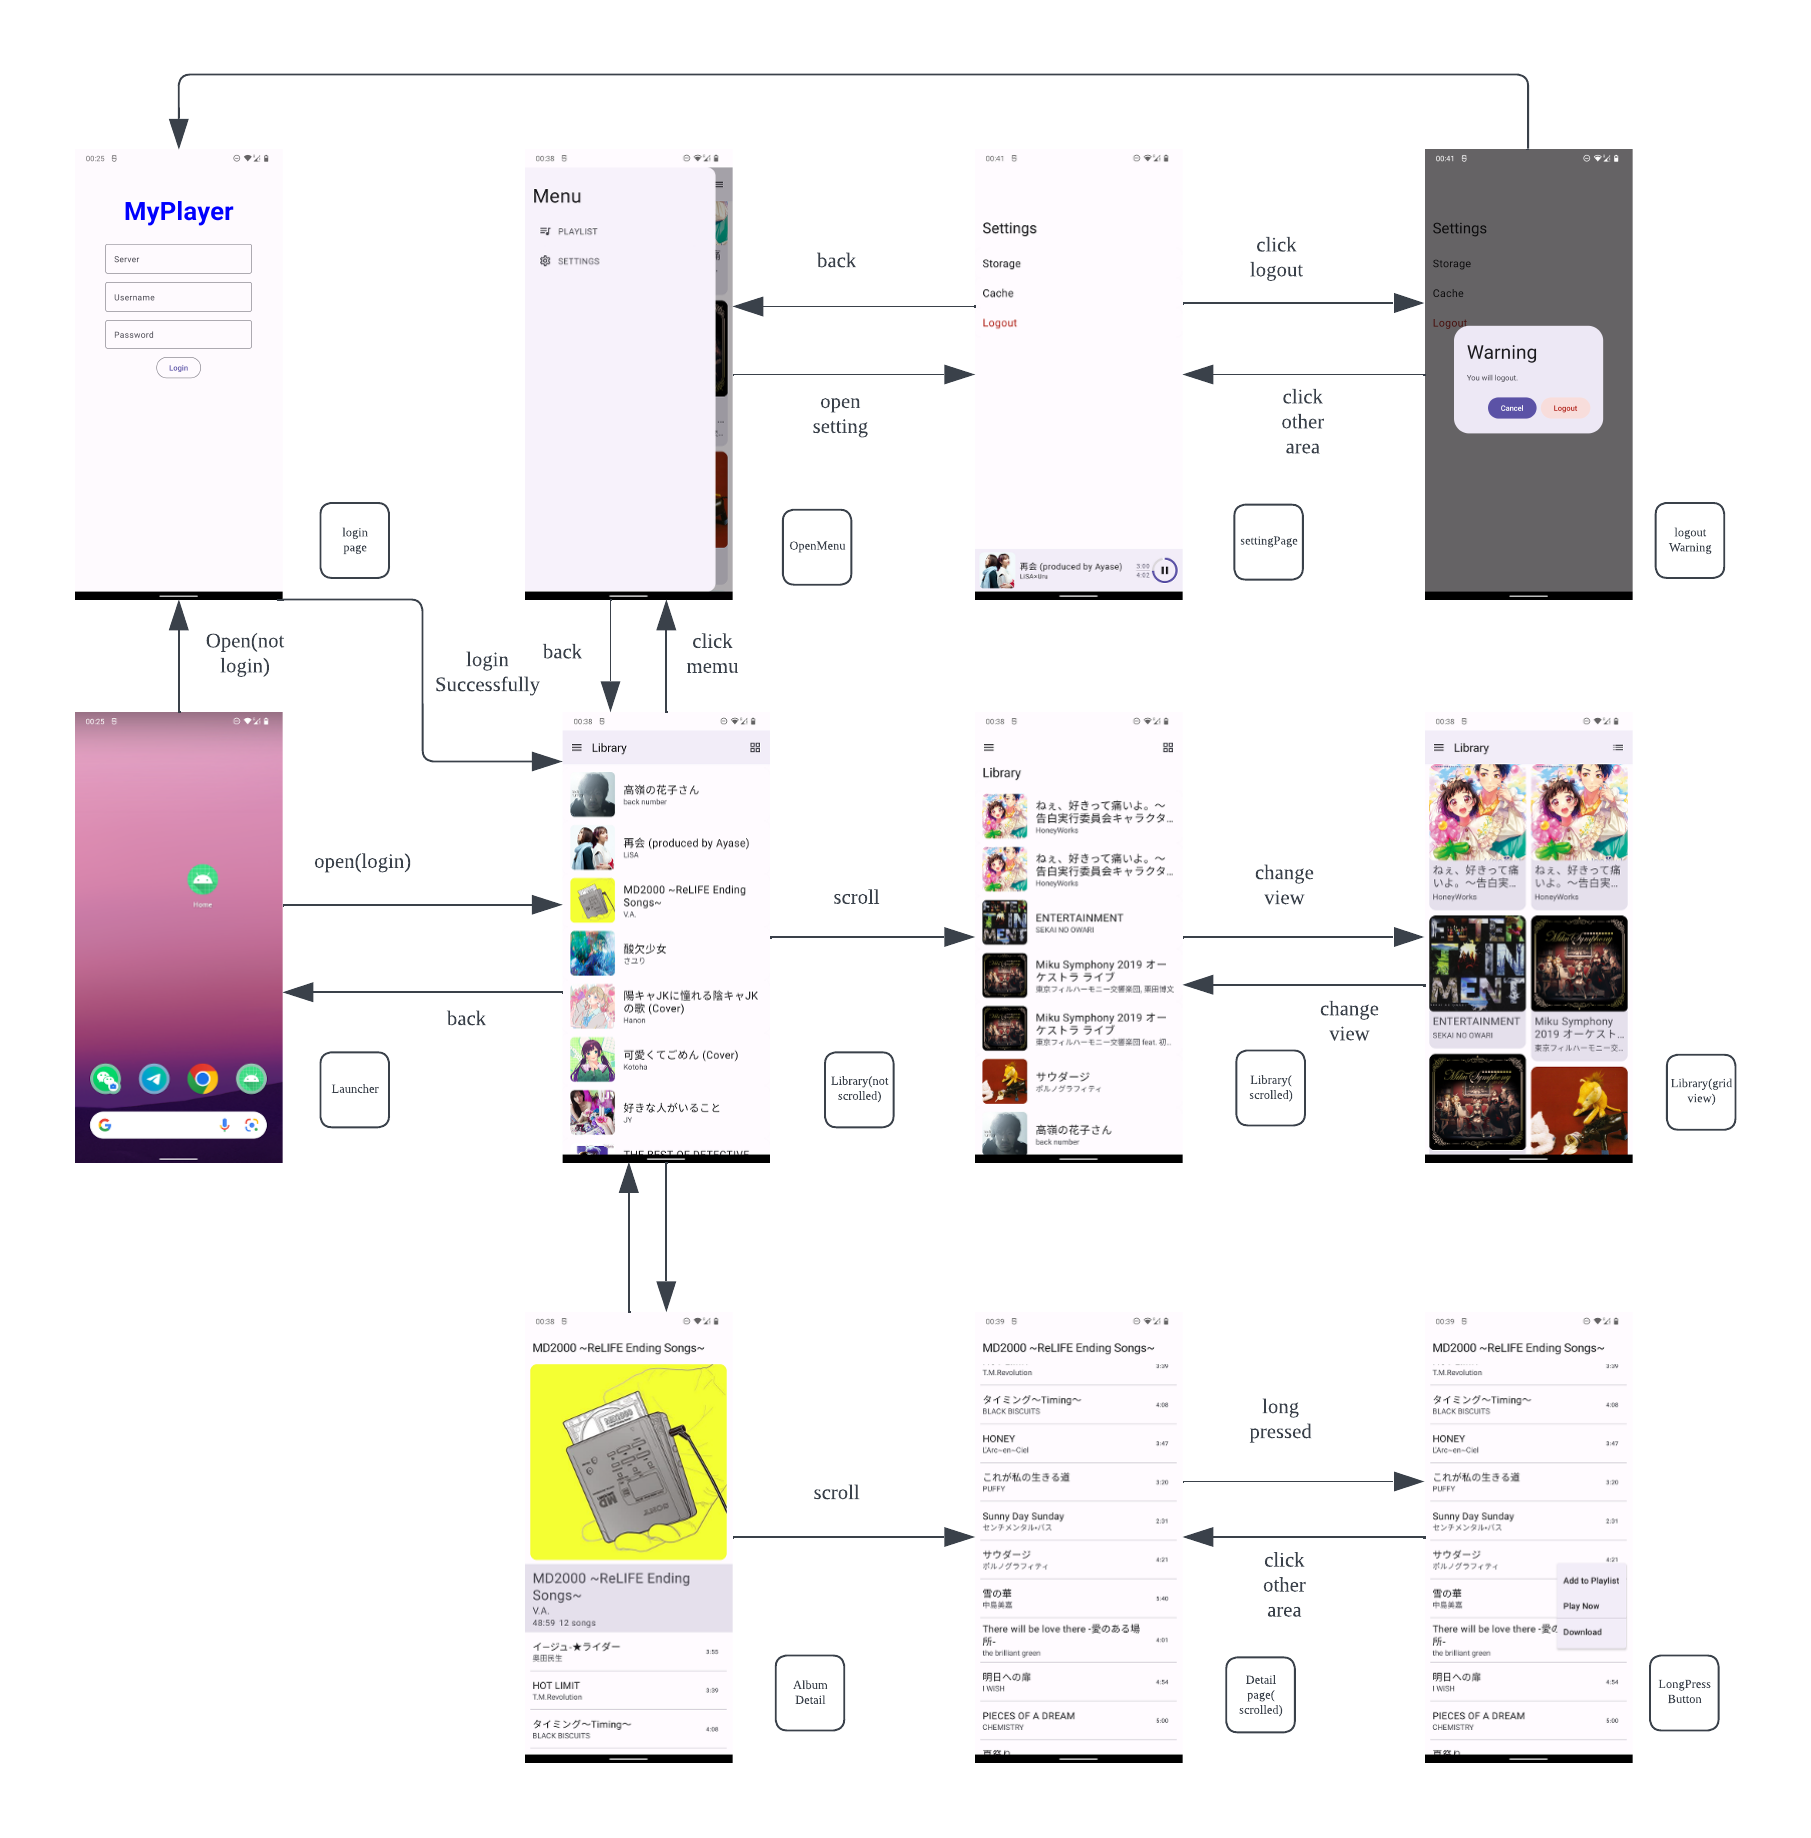 00:25
MyPlayer
Server
Username
Password
Login
login
page
00:38
Menu
PLAYLIST
SETTINGS
OpenMenu
back
open
setting
00:41
Settings
Storage
Cache
Logout
再会 (produced by Ayase)
LiSA×Uru
3:00
4:02
settingPage
click
logout
click
other
area
00:41
Settings
Storage
Cache
Logout
Warning
You will logout.
Cancel
Logout
logout
Warning
Open(not
login)
login
Successfully
back
click
memu
00:25
Home
Launcher
open(login)
back
00:38
Library
高嶺の花子さん
back number
再会 (produced by Ayase)
LiSA
MD2000 ~ReLIFE Ending
Songs~
V.A.
酸欠少女
さユり
陽キャJKに憧れる陰キャJK
の歌 (Cover)
Hanon
可愛くてごめん (Cover)
Kotoha
好きな人がいること
JY
THE BEST OF DETECTIVE
Library(not
scrolled)
scroll
00:38
Library
ねぇ、好きって痛いよ。～
告白実行委員会キャラクタ…
HoneyWorks
ねぇ、好きって痛いよ。～
告白実行委員会キャラクタ…
HoneyWorks
ENTERTAINMENT
SEKAI NO OWARI
Miku Symphony 2019 オー
ケストラ ライブ
東京フィルハーモニー交響楽団, 栗田博文
Miku Symphony 2019 オー
ケストラ ライブ
東京フィルハーモニー交響楽団 feat. 初…
サウダージ
ポルノグラフィティ
高嶺の花子さん
back number
Library(
scrolled)
change
view
change
view
00:38
Library
ねぇ、好きって痛
いよ。～告白実…
HoneyWorks
ねぇ、好きって痛
いよ。～告白実…
HoneyWorks
ENTERTAINMENT
SEKAI NO OWARI
Miku Symphony
2019 オーケスト…
東京フィルハーモニー交…
Library(grid
view)
00:38
MD2000 ~ReLIFE Ending Songs~
MD2000 ~ReLIFE Ending
Songs~
V.A.
48:59 12 songs
イージュ-★ライダー
奥田民生
3:55
HOT LIMIT
T.M.Revolution
3:39
タイミング～Timing～
BLACK BISCUITS
4:08
Album
Detail
scroll
00:39
MD2000 ~ReLIFE Ending Songs~
3:39
T.M.Revolution
タイミング～Timing～
BLACK BISCUITS
4:08
HONEY
L'Arc~en~Ciel
3:47
これが私の生きる道
PUFFY
3:20
Sunny Day Sunday
センチメンタル・バス
2:31
サウダージ
ポルノグラフィティ
4:21
雪の華
中島美嘉
5:40
There will be love there -愛のある場
所-
the brilliant green
4:01
明日への扉
I WiSH
4:54
PIECES OF A DREAM
CHEMISTRY
5:00
夏祭り
Detail
page(
scrolled)
long
pressed
click
other
area
00:39
MD2000 ~ReLIFE Ending Songs~
3:39
T.M.Revolution
タイミング～Timing～
BLACK BISCUITS
4:08
HONEY
L'Arc~en~Ciel
3:47
これが私の生きる道
PUFFY
3:20
Sunny Day Sunday
センチメンタル・バス
2:31
サウダージ
ポルノグラフィティ
4:21
雪の華
中島美嘉
Add to Playlist
Play Now
Download
There will be love there -愛の
所-
the brilliant green
明日への扉
I WiSH
4:54
PIECES OF A DREAM
CHEMISTRY
5:00
夏祭り
LongPress
Button